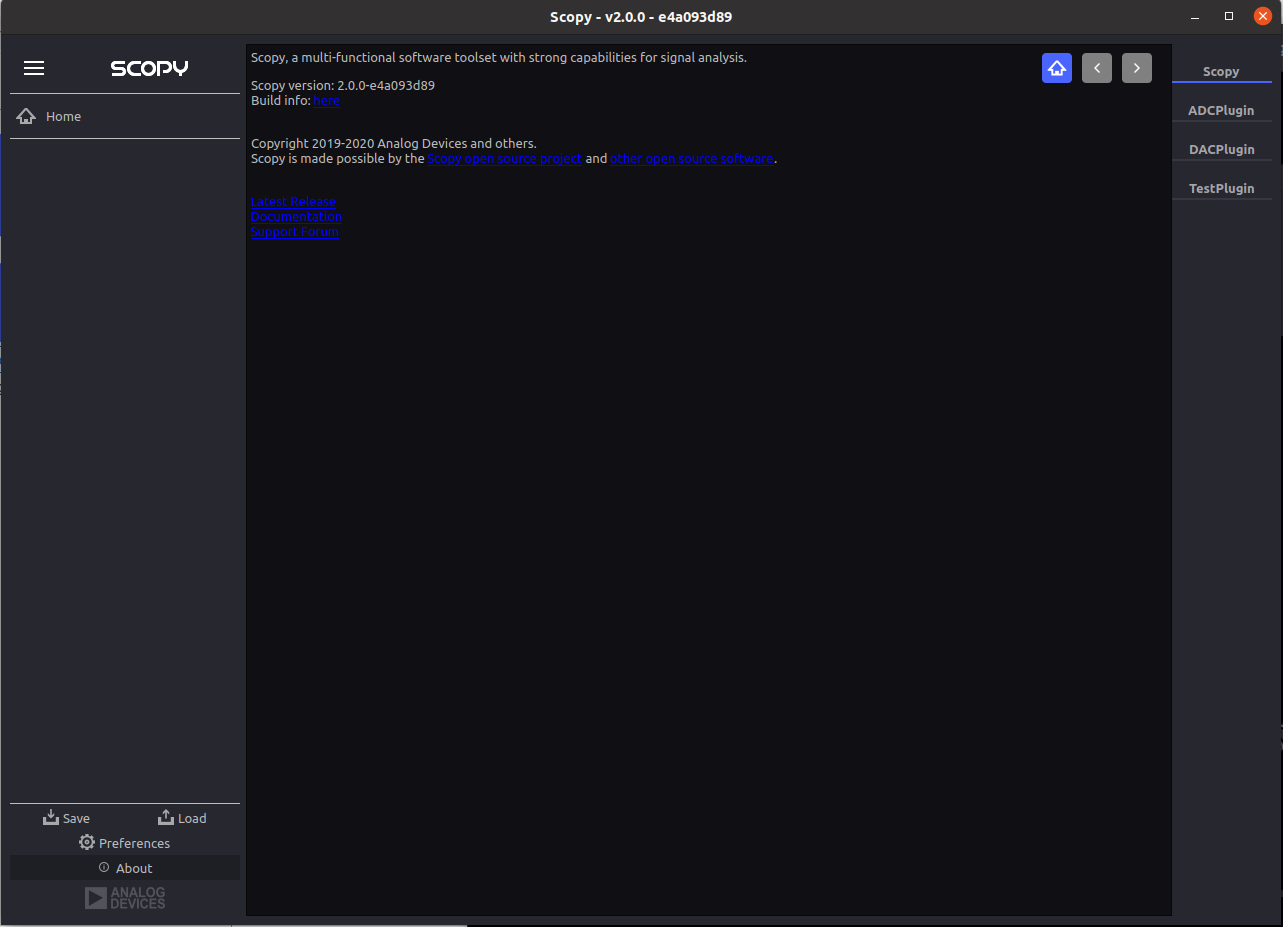 Scopy - v2.0.0 - e4a093d89
SCOPY
Home
Scopy, a multi-functional software toolset with strong capabilities for signal analysis.
Scopy version: 2.0.0-e4a093d89
Build info: here
Copyright 2019-2020 Analog Devices and others.
Scopy is made possible by the Scopy open source project and other open source software.
Latest Release
Documentation
Support Forum
Scopy
ADCPlugin
DACPlugin
TestPlugin
Save
Load
Preferences
About
ANALOG
DEVICES